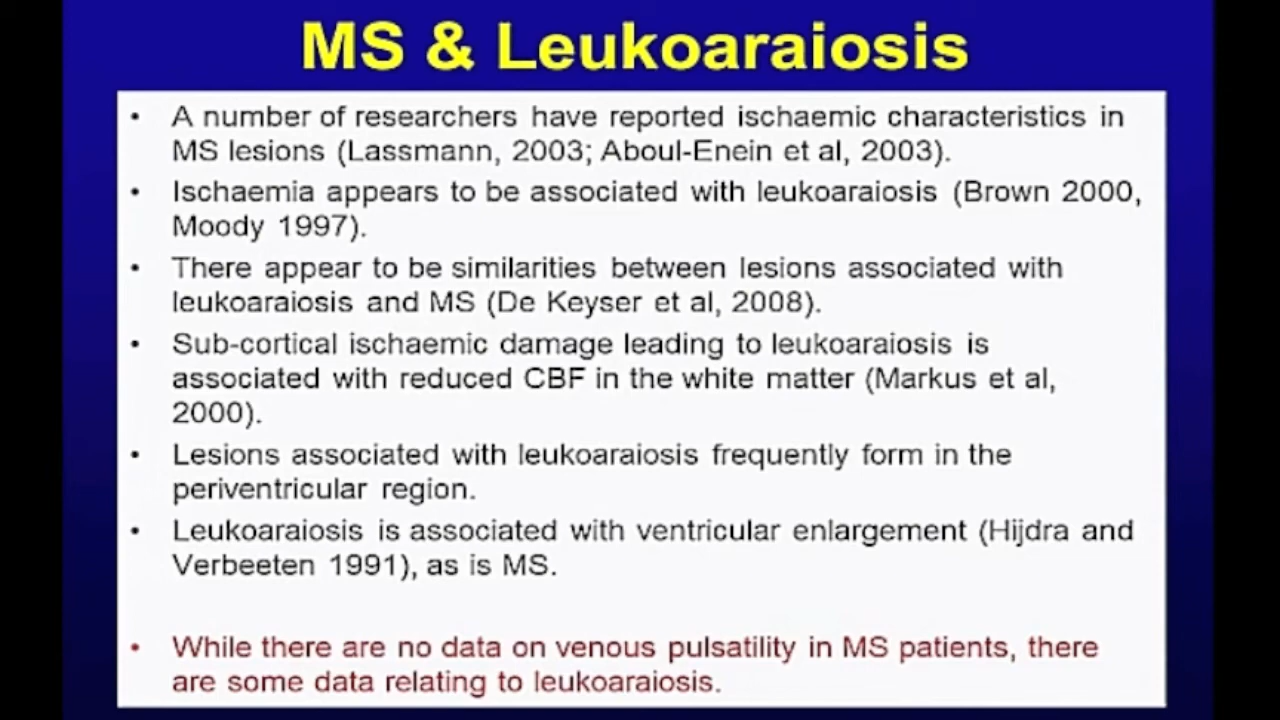 MS & Leukoaraiosis
• A number of researchers have reported ischaemic characteristics in
MS lesions (Lassmann, 2003; Aboul-Enein et al, 2003).
• Ischaemia appears to be associated with leukoaraiosis (Brown 2000,
Moody 1997).
• There appear to be similarities between lesions associated with
leukoaraiosis and MS (De Keyser et al, 2008).
• Sub-cortical ischaemic damage leading to leukoaraiosis is
associated with reduced CBF in the white matter (Markus et al,
2000).
• Lesions associated with leukoaraiosis frequently form in the
periventricular region.
• Leukoaraiosis is associated with ventricular enlargement (Hijdra and
Verbeeten 1991), as is MS.
• While there are no data on venous pulsatility in MS patients, there
are some data relating to leukoaraiosis.